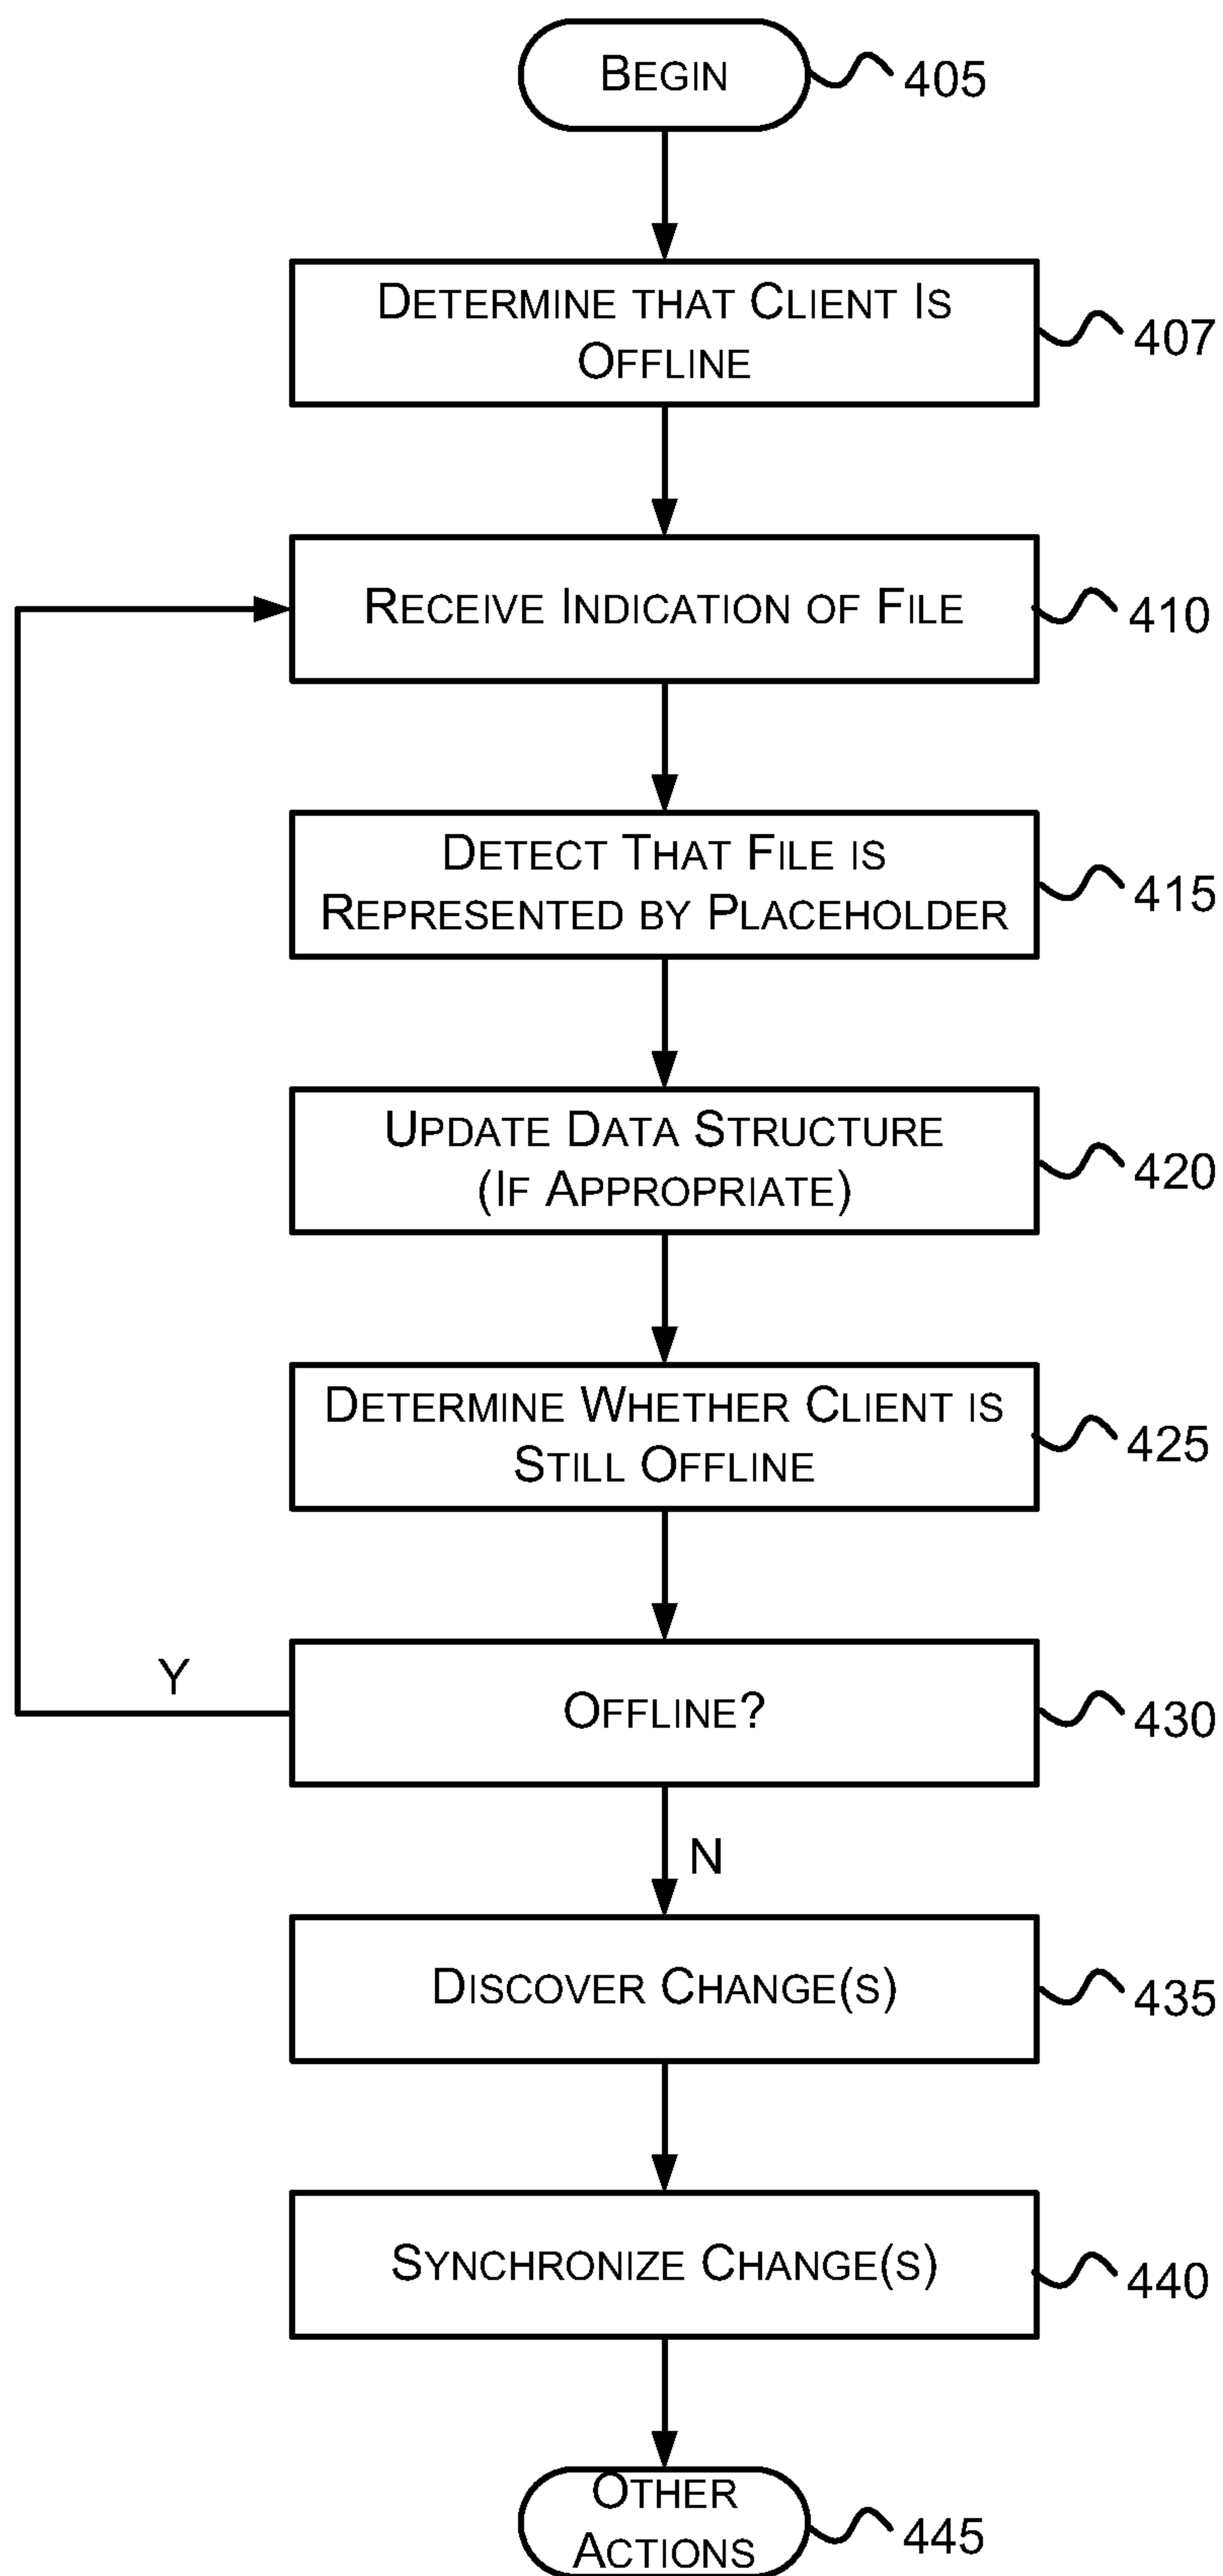 BEGIN
405
DETERMINE THAT CLIENT IS
OFFLINE
407
RECEIVE INDICATION OF FILE
410
DETECT THAT FILE IS
REPRESENTED BY PLACEHOLDER
415
UPDATE DATA STRUCTURE
(IF APPROPRIATE)
420
DETERMINE WHETHER CLIENT IS
STILL OFFLINE
425
Y
OFFLINE?
430
N
DISCOVER CHANGE(S)
435
SYNCHRONIZE CHANGE(S)
440
OTHER
ACTIONS
445